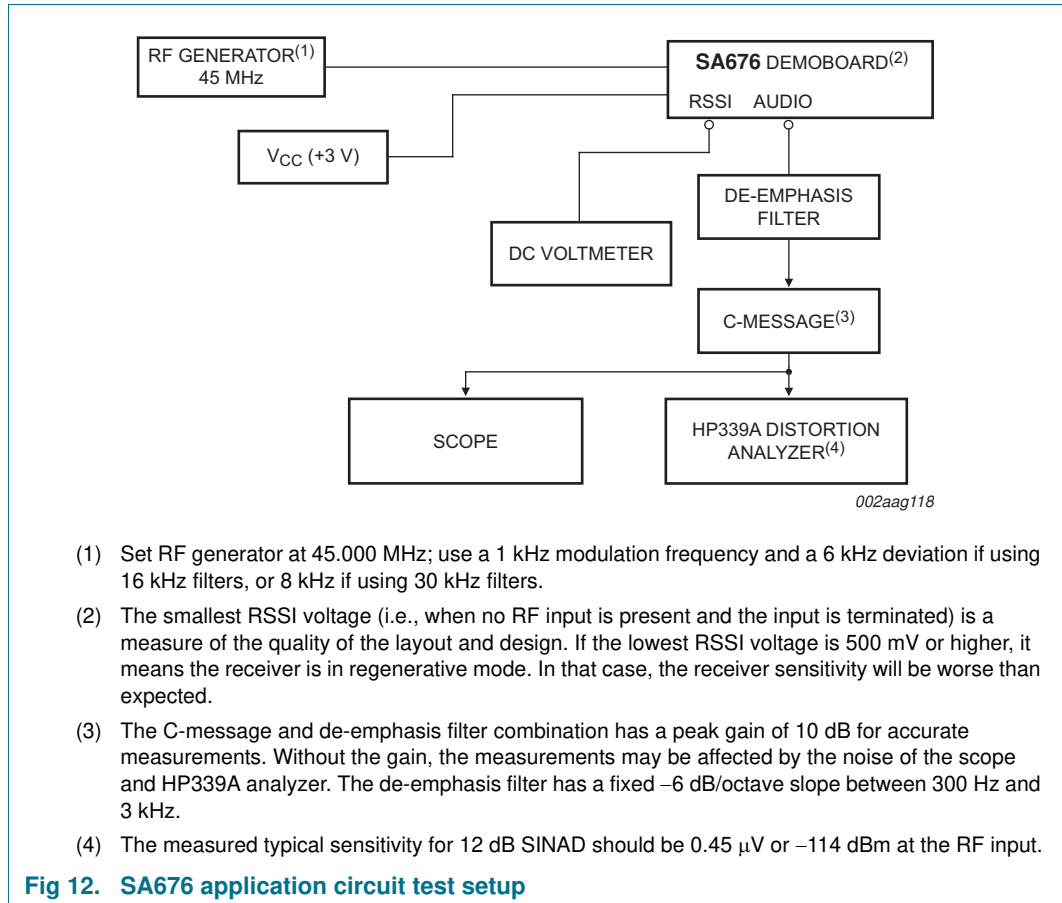 RF GENERATOR(1)
45 MHz
SA676 DEMOBOARD(2)
RSSI AUDIO
VCC (+3 V)
DE-EMPHASIS
FILTER
DC VOLTMETER
C-MESSAGE(3)
SCOPE
HP339A DISTORTION
ANALYZER(4)
002aag118
(1) Set RF generator at 45.000 MHz; use a 1 kHz modulation frequency and a 6 kHz deviation if using
16 kHz filters, or 8 kHz if using 30 kHz filters.
(2) The smallest RSSI voltage (i.e., when no RF input is present and the input is terminated) is a
measure of the quality of the layout and design. If the lowest RSSI voltage is 500 mV or higher, it
means the receiver is in regenerative mode. In that case, the receiver sensitivity will be worse than
expected.
(3) The C-message and de-emphasis filter combination has a peak gain of 10 dB for accurate
measurements. Without the gain, the measurements may be affected by the noise of the scope
and HP339A analyzer. The de-emphasis filter has a fixed −6 dB/octave slope between 300 Hz and
3 kHz.
(4) The measured typical sensitivity for 12 dB SINAD should be 0.45 μV or −114 dBm at the RF input.
Fig 12. SA676 application circuit test setup